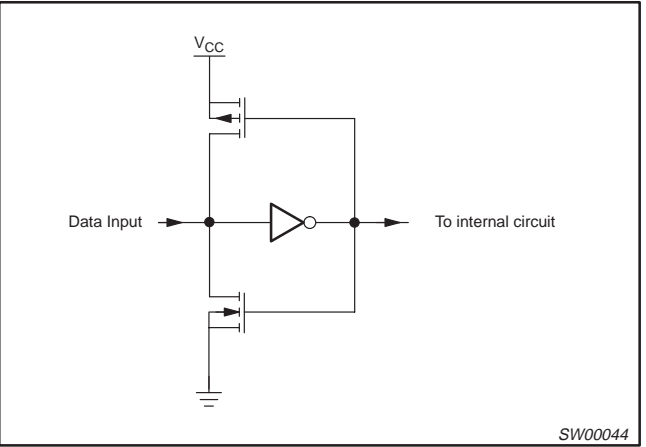 VCC
Data Input
To internal circuit
SW00044